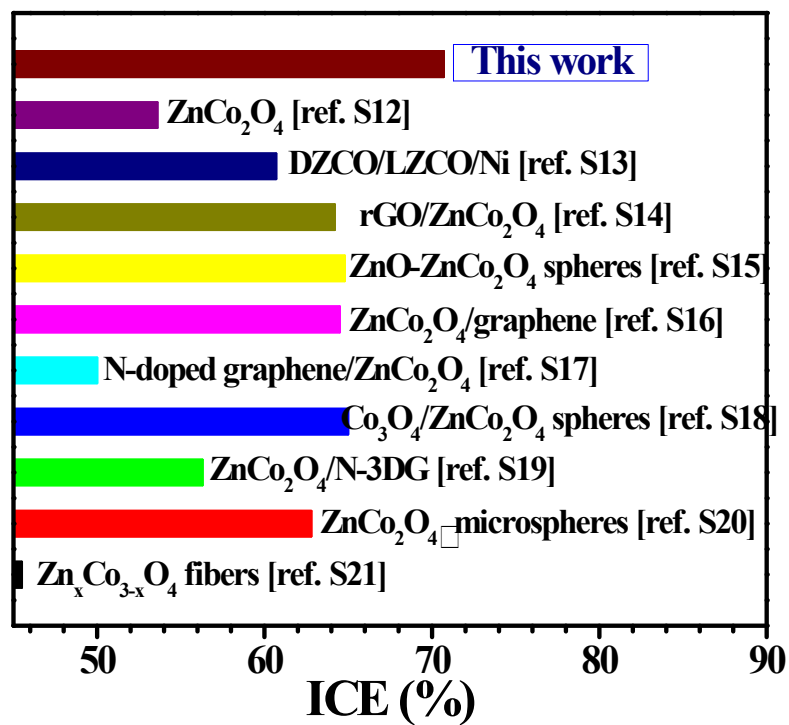 This work
ZnCo₂O₄ [ref. S12]
DZCO/LZCO/Ni [ref. S13]
rGO/ZnCo₂O₄ [ref. S14]
ZnO-ZnCo₂O₄ spheres [ref. S15]
ZnCo₂O₄/graphene [ref. S16]
N-doped graphene/ZnCo₂O₄ [ref. S17]
Co₃O₄/ZnCo₂O₄ spheres [ref. S18]
ZnCo₂O₄/N-3DG [ref. S19]
ZnCo₂O₄□microspheres [ref. S20]
ZnₓCo₃₋ₓO₄ fibers [ref. S21]
50 60 70 80 90
ICE (%)